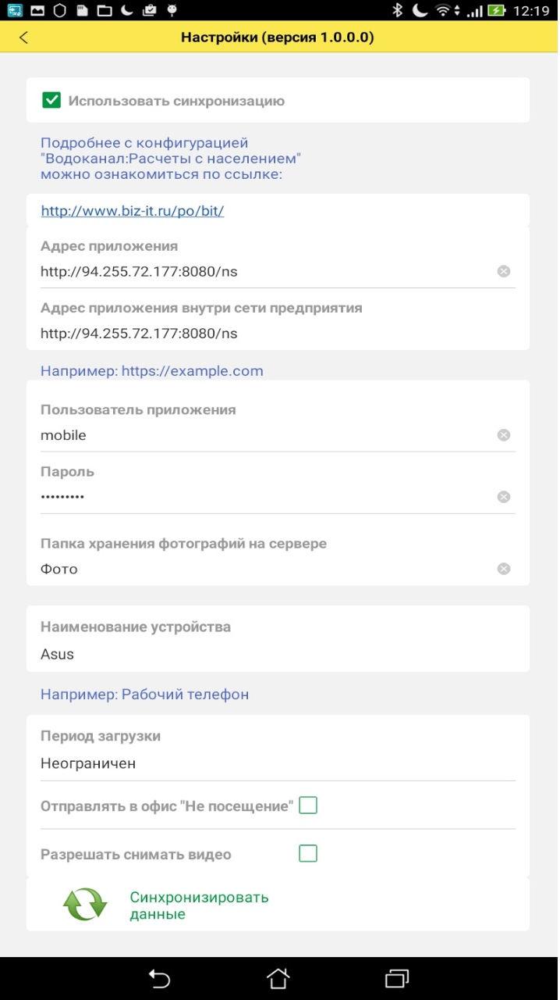 12:19
Настройки (версия 1.0.0.0)
Использовать синхронизацию
Подробнее с конфигурацией
"Водоканал:Расчеты с населением"
можно ознакомиться по ссылке:
http://www.biz-it.ru/po/bit/
Адрес приложения
http://94.255.72.177:8080/ns
Адрес приложения внутри сети предприятия
http://94.255.72.177:8080/ns
Например: https://example.com
Пользователь приложения
mobile
Пароль
•••••••••
Папка хранения фотографий на сервере
Фото
Наименование устройства
Asus
Например: Рабочий телефон
Период загрузки
Неограничен
Отправлять в офис "Не посещение"
Разрешать снимать видео
Синхронизировать
данные